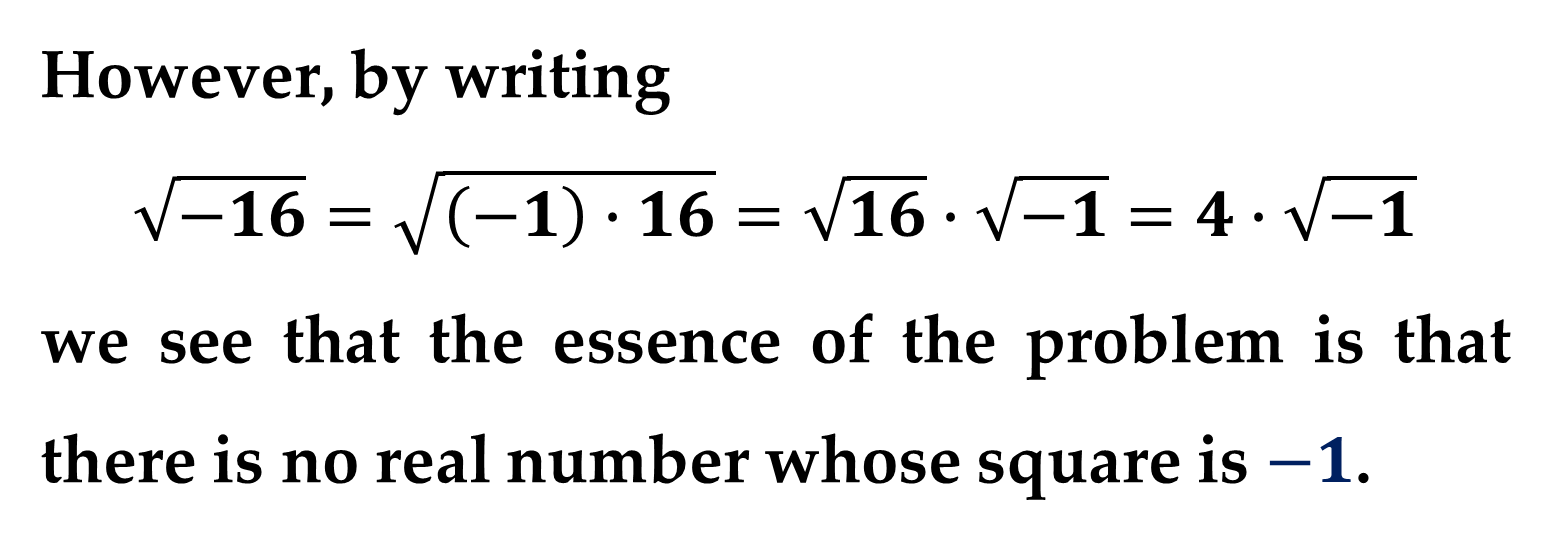 However, by writing
√−16 = √(−1) · 16 = √16 · √−1 = 4 · √−1
we see that the essence of the problem is that
there is no real number whose square is −1.